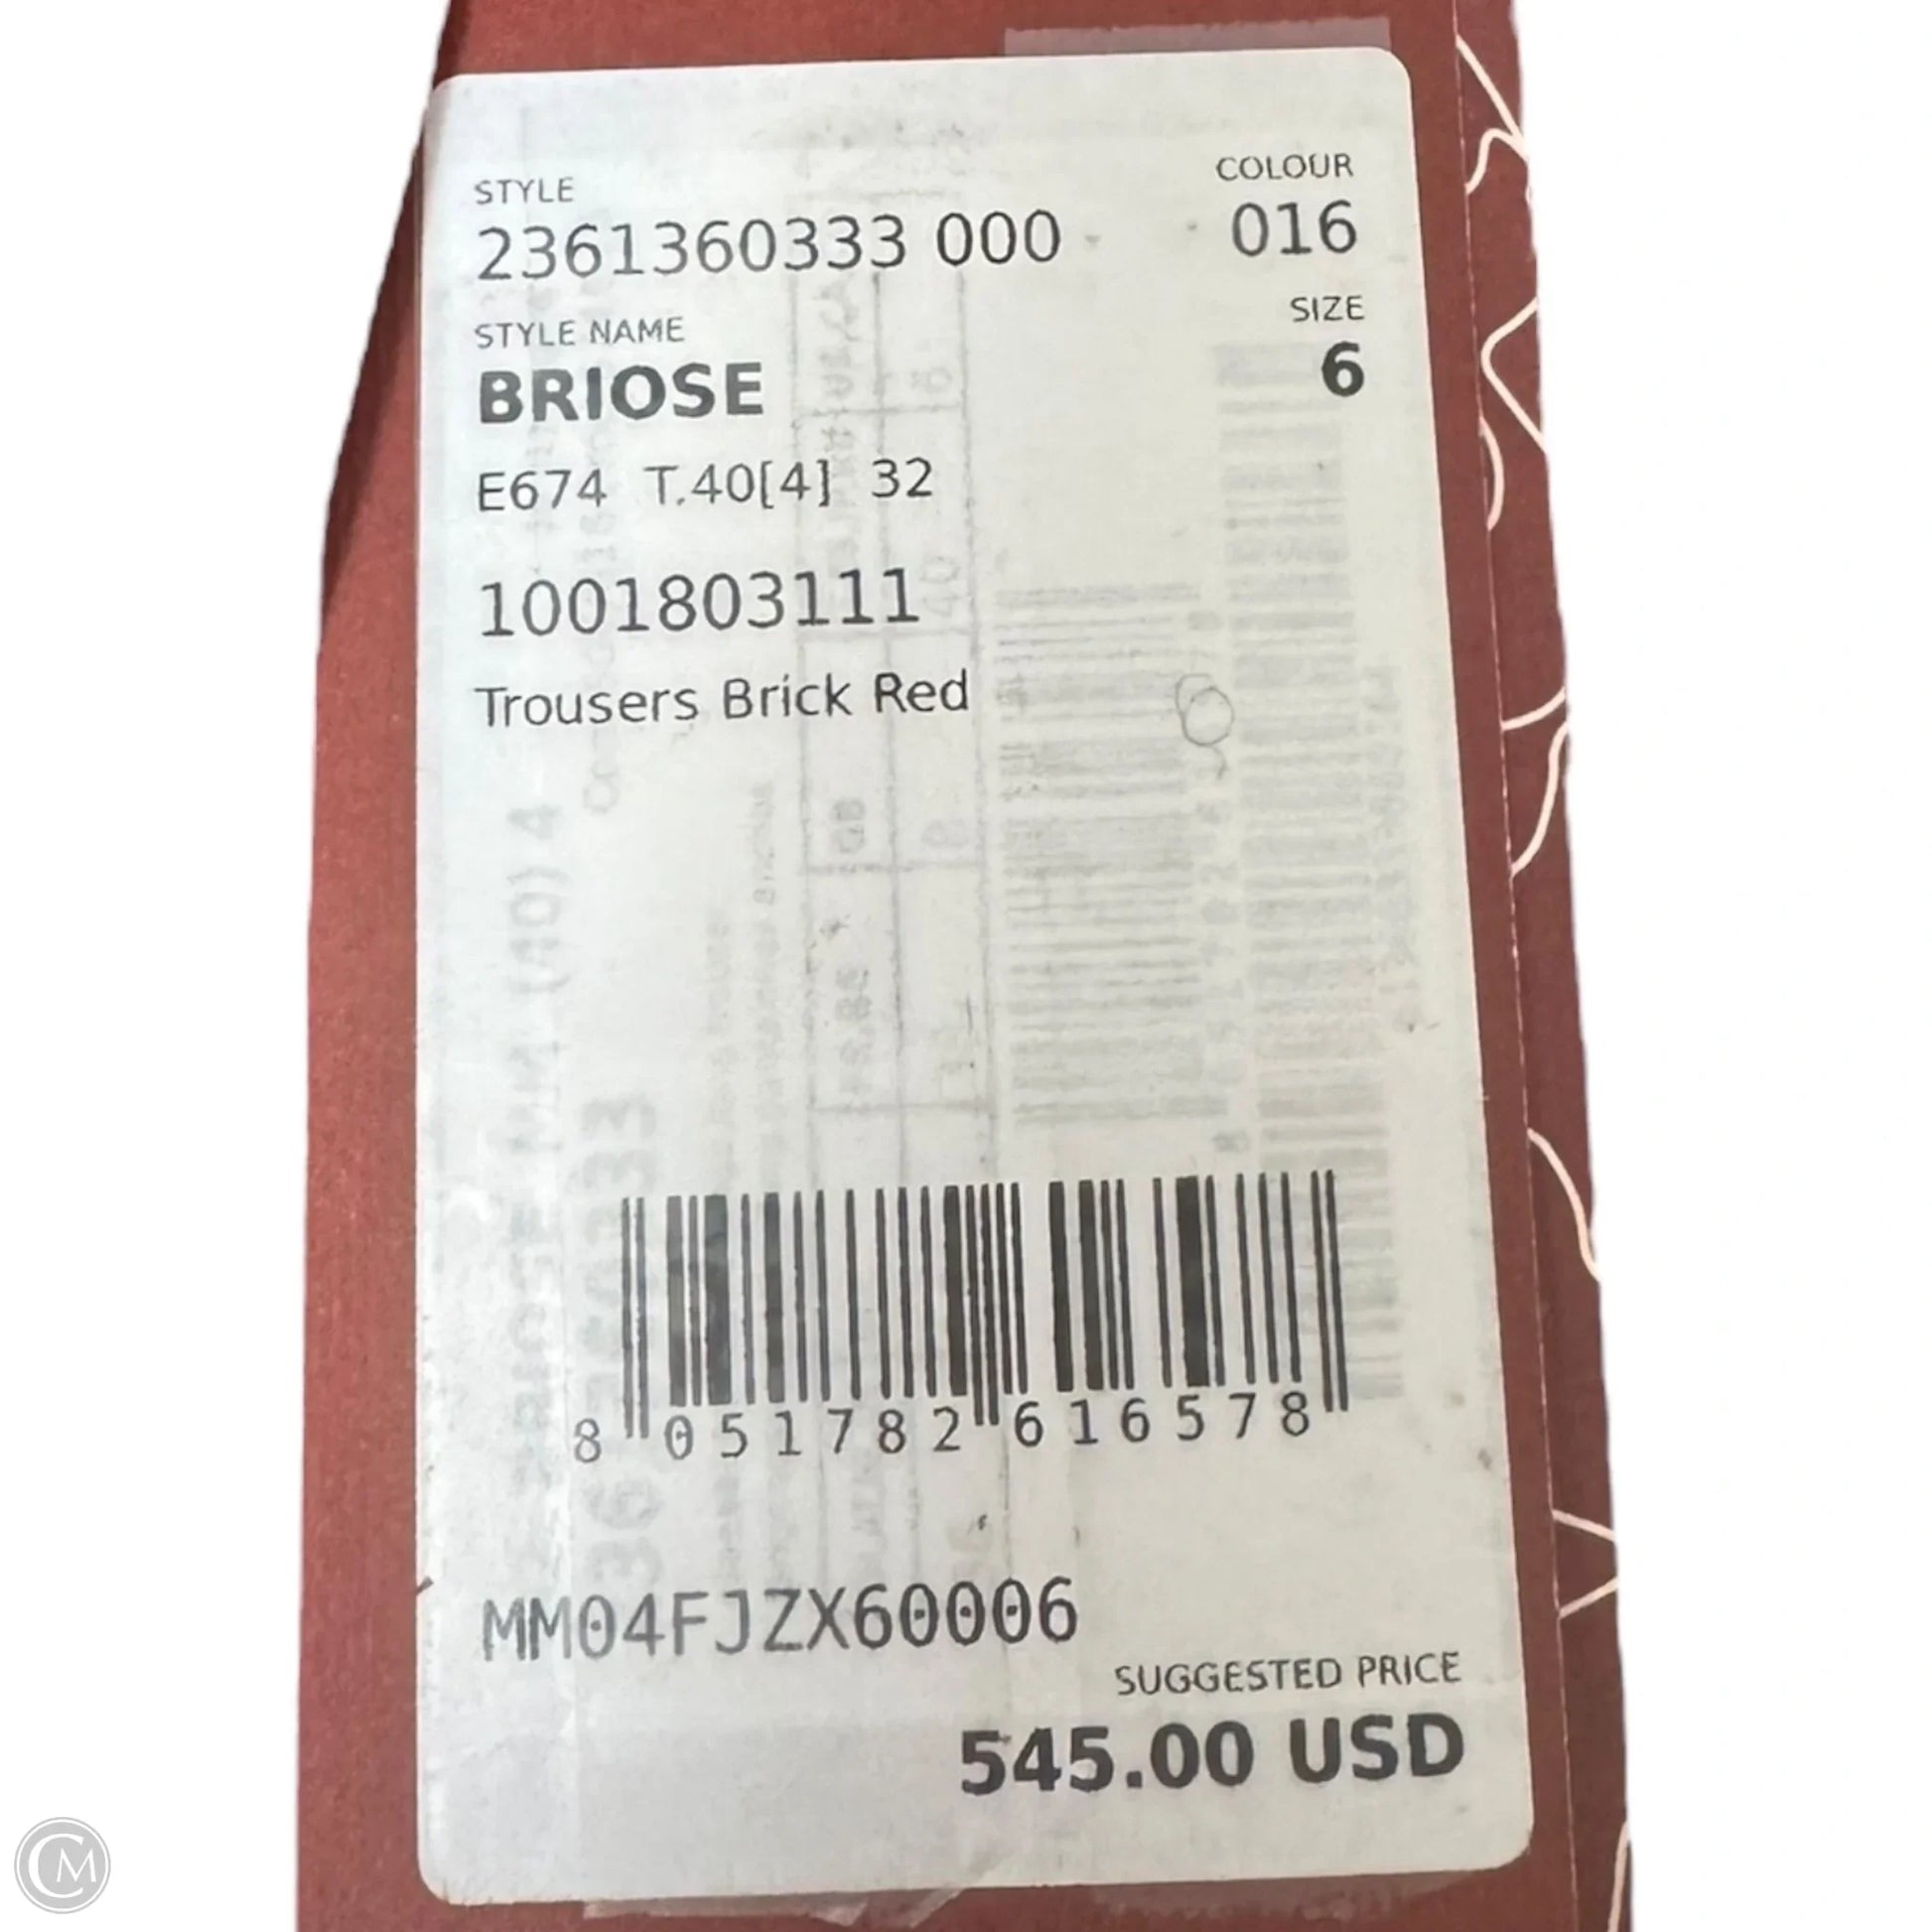 STYLE
2361360333 000
COLOUR
016
STYLE NAME
BRIOSE
SIZE
6
E674 T.40[4] 32
1001803111
Trousers Brick Red
8 051782 616578
MM04FJZX60006
SUGGESTED PRICE
545.00 USD
CM